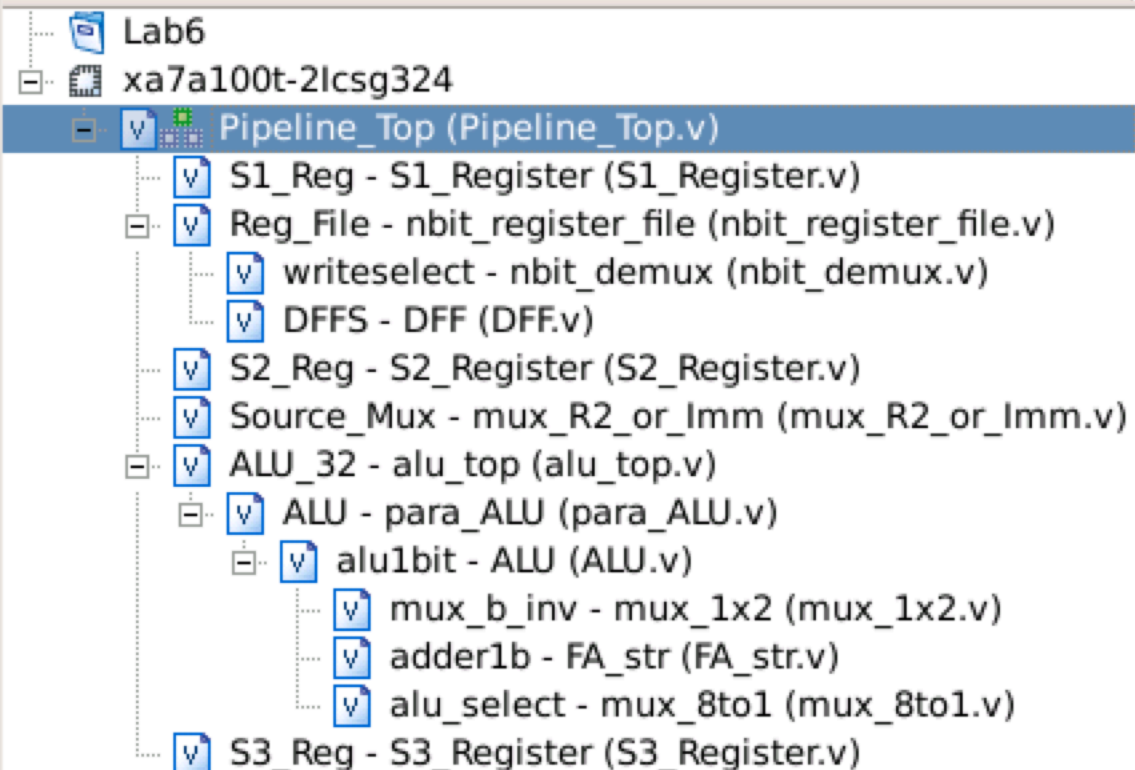 Lab6
xa7a100t-2lcsg324
Pipeline_Top (Pipeline_Top.v)
S1_Reg - S1_Register (S1_Register.v)
Reg_File - nbit_register_file (nbit_register_file.v)
writeselect - nbit_demux (nbit_demux.v)
DFFS - DFF (DFF.v)
S2_Reg - S2_Register (S2_Register.v)
Source_Mux - mux_R2_or_Imm (mux_R2_or_Imm.v)
ALU_32 - alu_top (alu_top.v)
ALU - para_ALU (para_ALU.v)
alu1bit - ALU (ALU.v)
mux_b_inv - mux_1x2 (mux_1x2.v)
adder1b - FA_str (FA_str.v)
alu_select - mux_8to1 (mux_8to1.v)
S3_Reg - S3_Register (S3_Register.v)